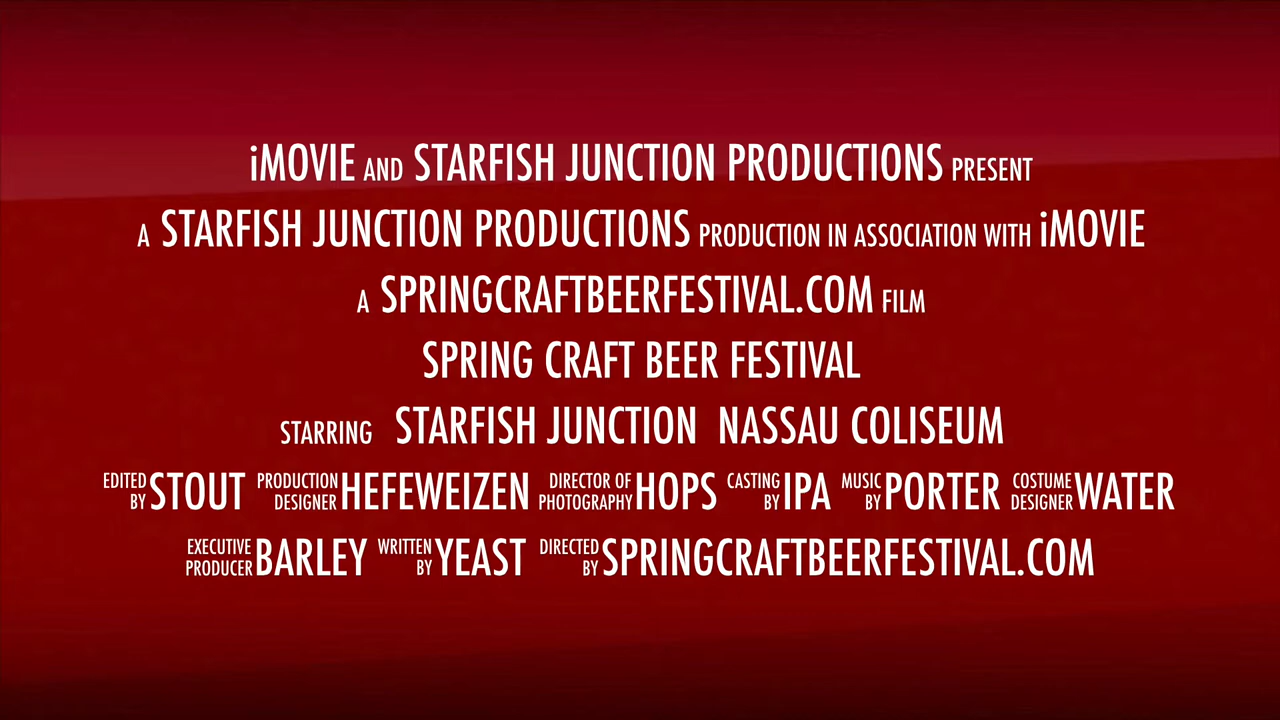 iMOVIE AND STARFISH JUNCTION PRODUCTIONS PRESENT
A STARFISH JUNCTION PRODUCTIONS PRODUCTION IN ASSOCIATION WITH iMOVIE
A SPRINGCRAFTBEERFESTIVAL.COM FILM
SPRING CRAFT BEER FESTIVAL
STARRING STARFISH JUNCTION NASSAU COLISEUM
EDITED BY STOUT PRODUCTION DESIGNER HEFEWEIZEN DIRECTOR OF PHOTOGRAPHY HOPS CASTING BY IPA MUSIC BY PORTER COSTUME DESIGNER WATER
EXECUTIVE PRODUCER BARLEY WRITTEN BY YEAST DIRECTED BY SPRINGCRAFTBEERFESTIVAL.COM